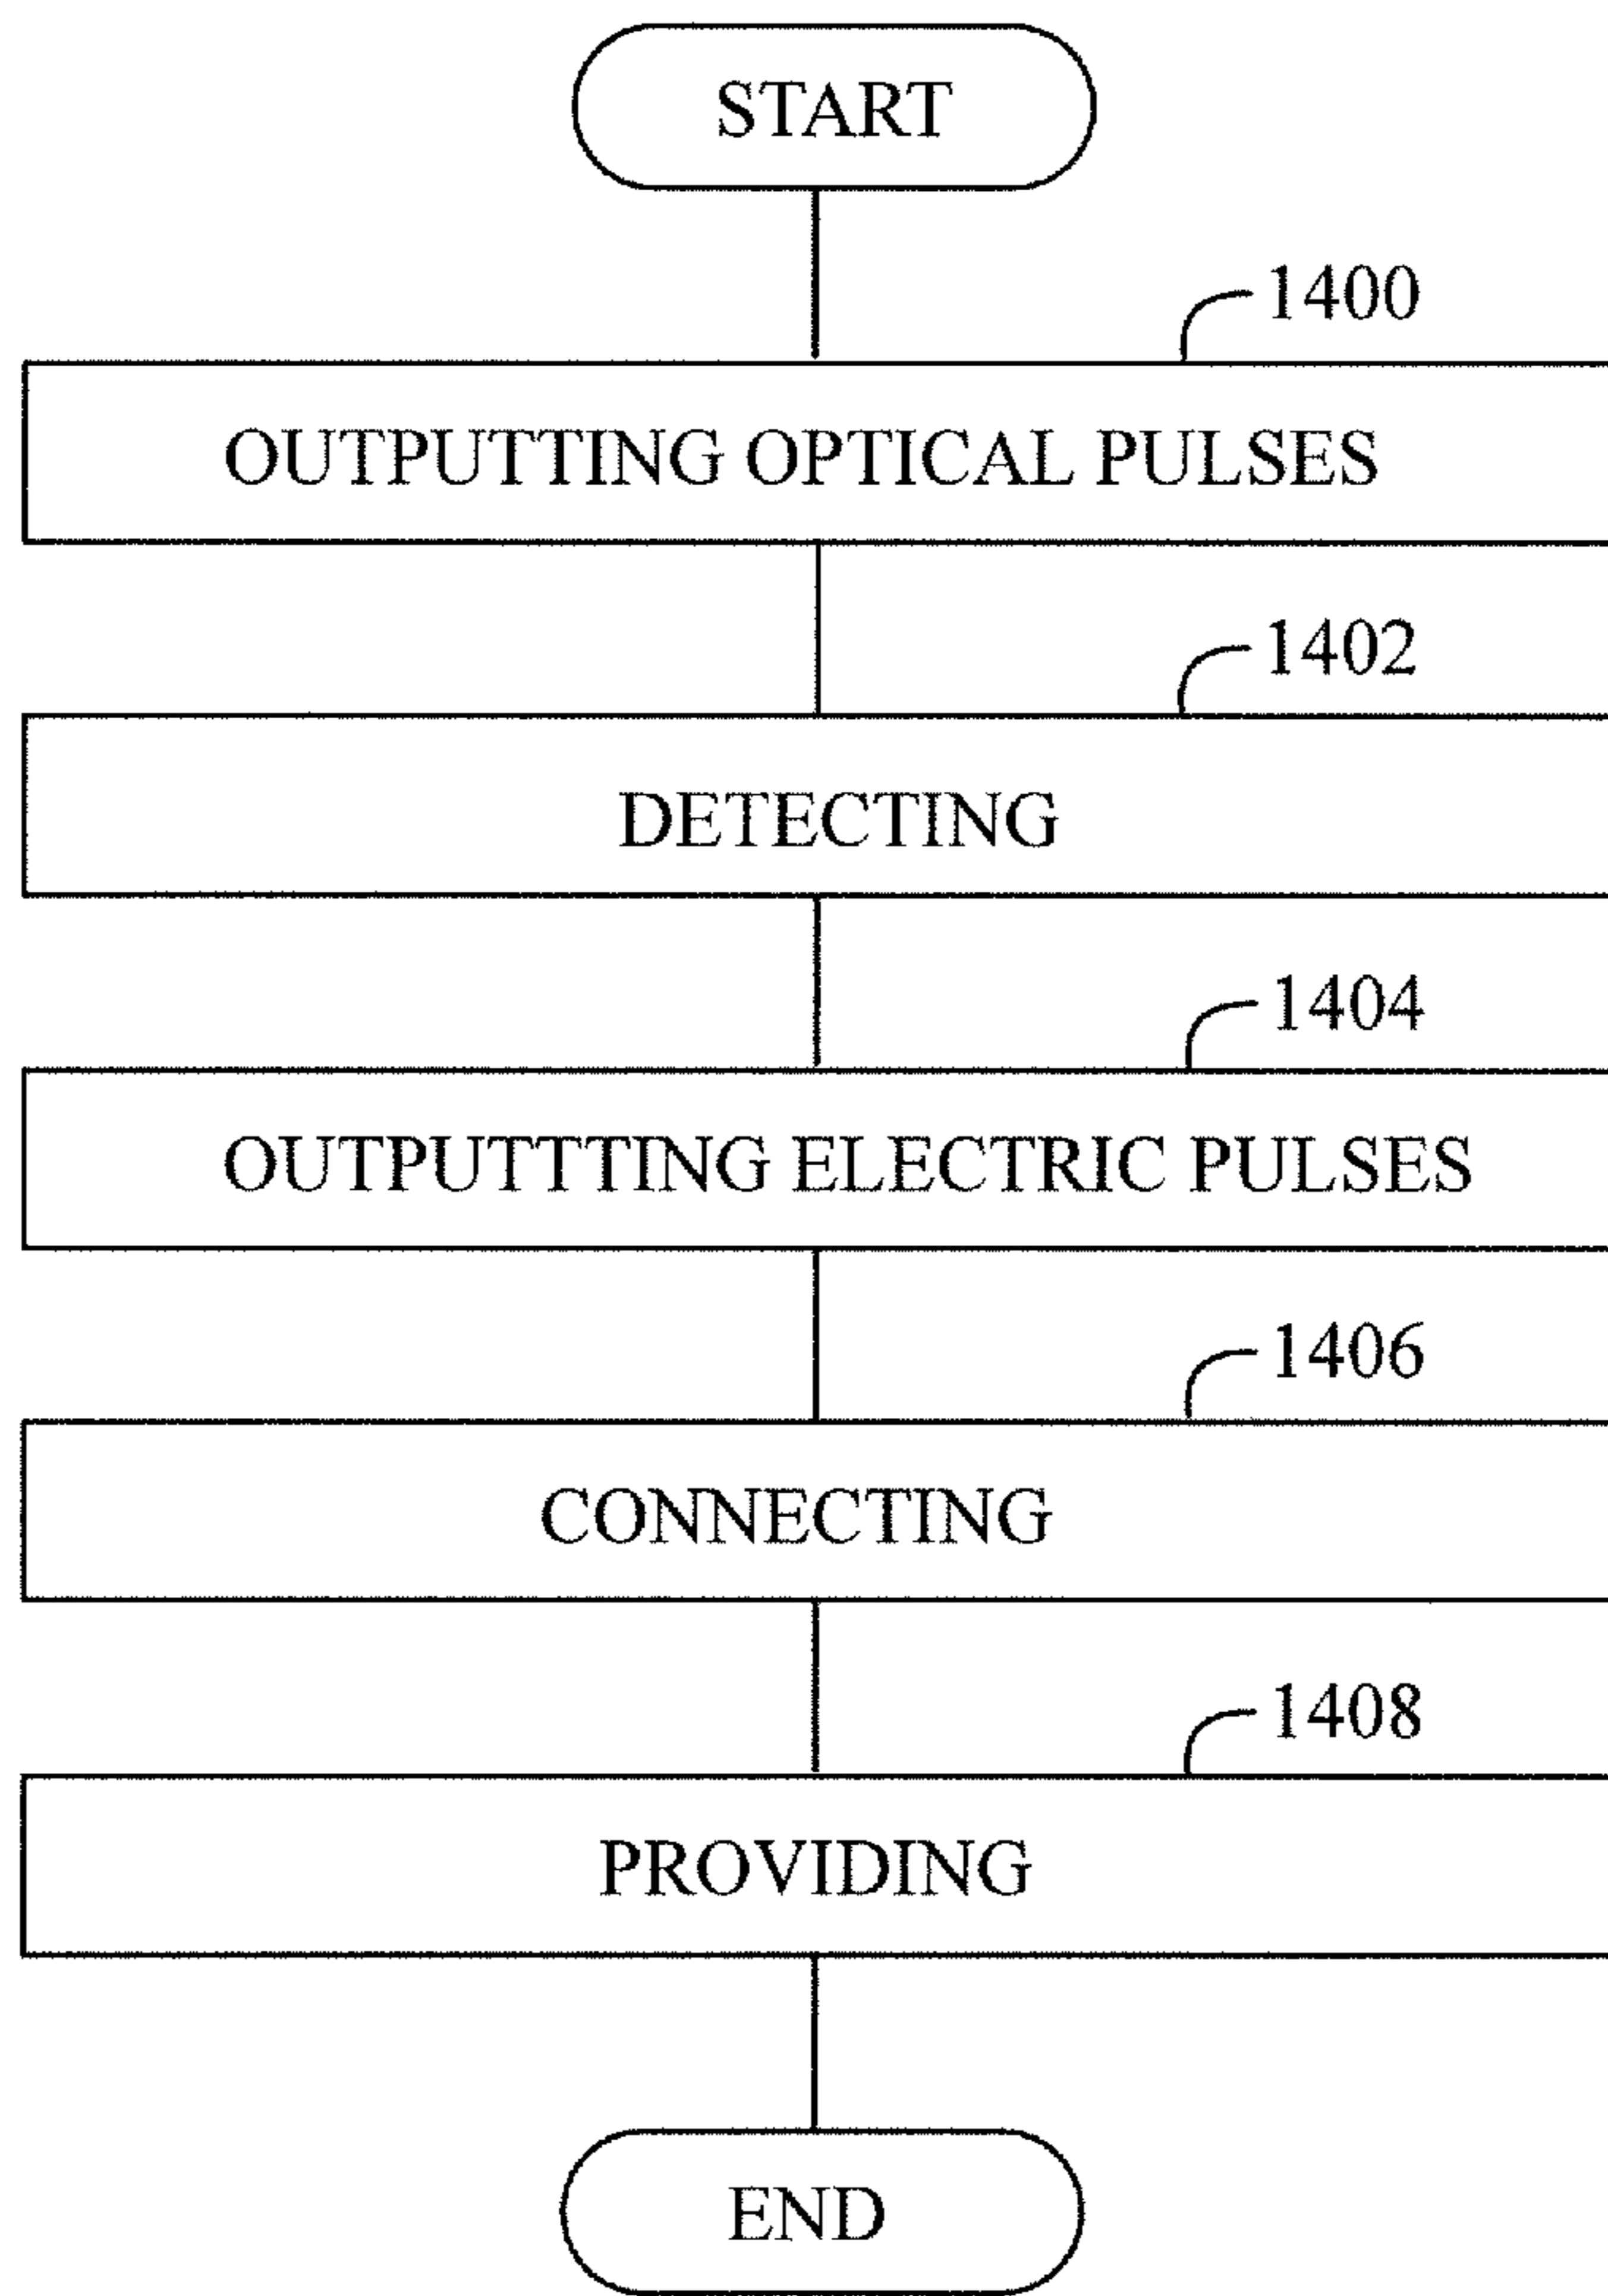 START
1400
OUTPUTTING OPTICAL PULSES
1402
DETECTING
1404
OUTPUTTTING ELECTRIC PULSES
1406
CONNECTING
1408
PROVIDING
END